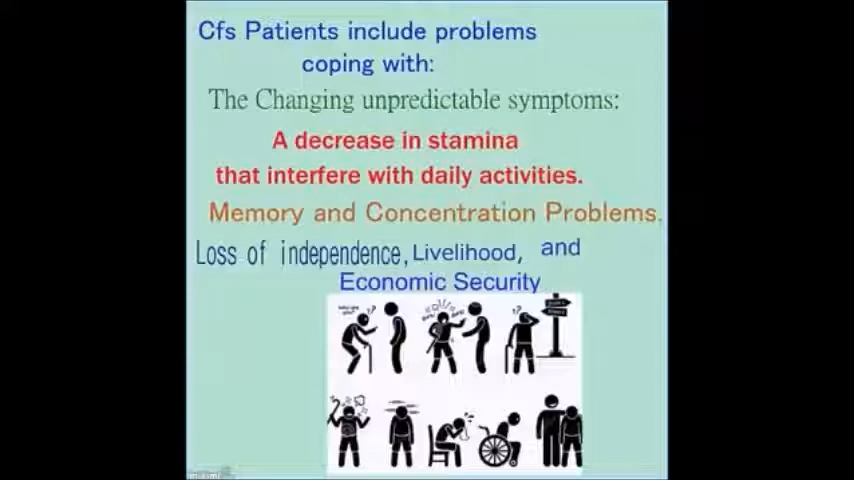 Cfs Patients include problems
coping with:
The Changing unpredictable symptoms:
A decrease in stamina
that interfere with daily activities.
Memory and Concentration Problems.
Loss of independence, Livelihood, and
Economic Security